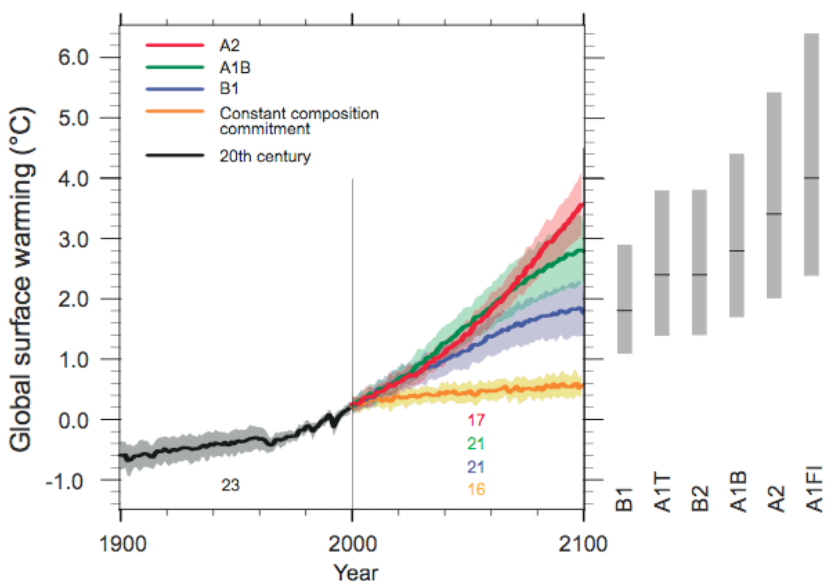 6.0
5.0
4.0
3.0
2.0
1.0
0.0
-1.0
Global surface warming (°C)
A2
A1B
B1
Constant composition
commitment
20th century
23
17
21
21
16
1900
2000
2100
Year
B1
A1T
B2
A1B
A2
A1FI